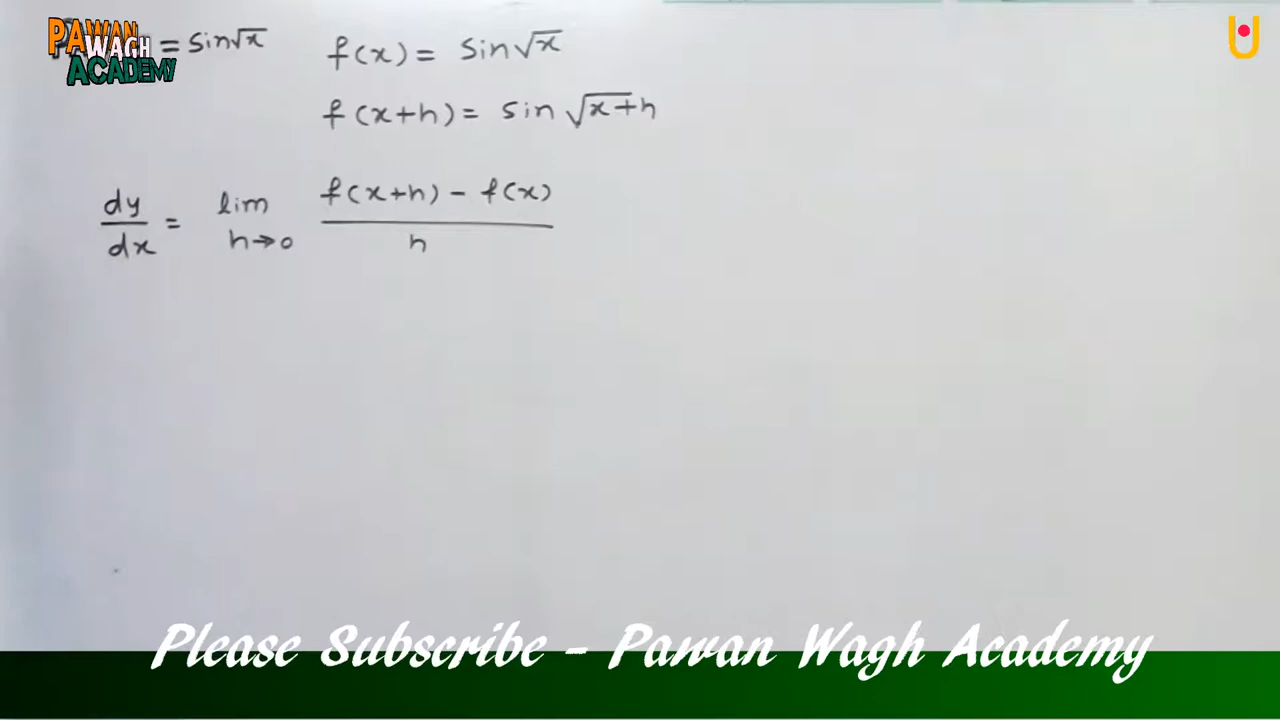 PAWAN
WAGH
ACADEMY
= sin√x
f(x) = sin√x
f(x+h) = sin √x+h
dy/dx = lim h→0 f(x+h) - f(x) / h
Please Subscribe - Pawan Wagh Academy